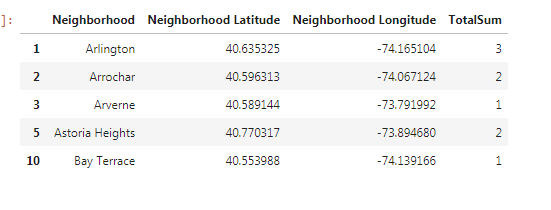 ]:
Neighborhood Neighborhood Latitude Neighborhood Longitude TotalSum
1 Arlington 40.635325 -74.165104 3
2 Arrochar 40.596313 -74.067124 2
3 Arverne 40.589144 -73.791992 1
5 Astoria Heights 40.770317 -73.894680 2
10 Bay Terrace 40.553988 -74.139166 1